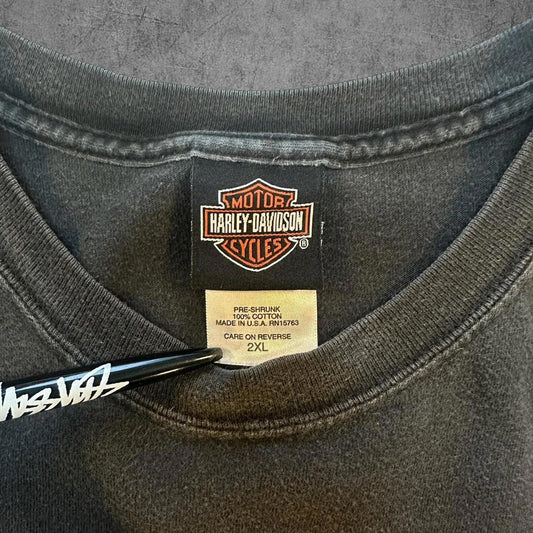 MOTOR
HARLEY-DAVIDSON
CYCLES
®
PRE-SHRUNK
100% COTTON
MADE IN U.S.A. RN15763
CARE ON REVERSE
2XL